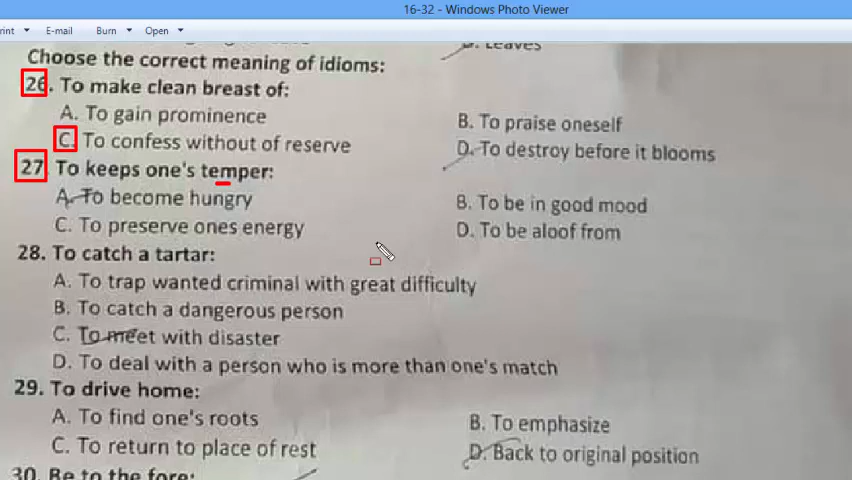 16-32 - Windows Photo Viewer
rint E-mail Burn Open
D. Leaves
Choose the correct meaning of idioms:
26. To make clean breast of:
A. To gain prominence B. To praise oneself
C. To confess without of reserve D. To destroy before it blooms
27. To keeps one's temper:
A. To become hungry B. To be in good mood
C. To preserve ones energy D. To be aloof from
28. To catch a tartar:
A. To trap wanted criminal with great difficulty
B. To catch a dangerous person
C. To meet with disaster
D. To deal with a person who is more than one's match
29. To drive home:
A. To find one's roots B. To emphasize
C. To return to place of rest D. Back to original position
30. Be to the fore: